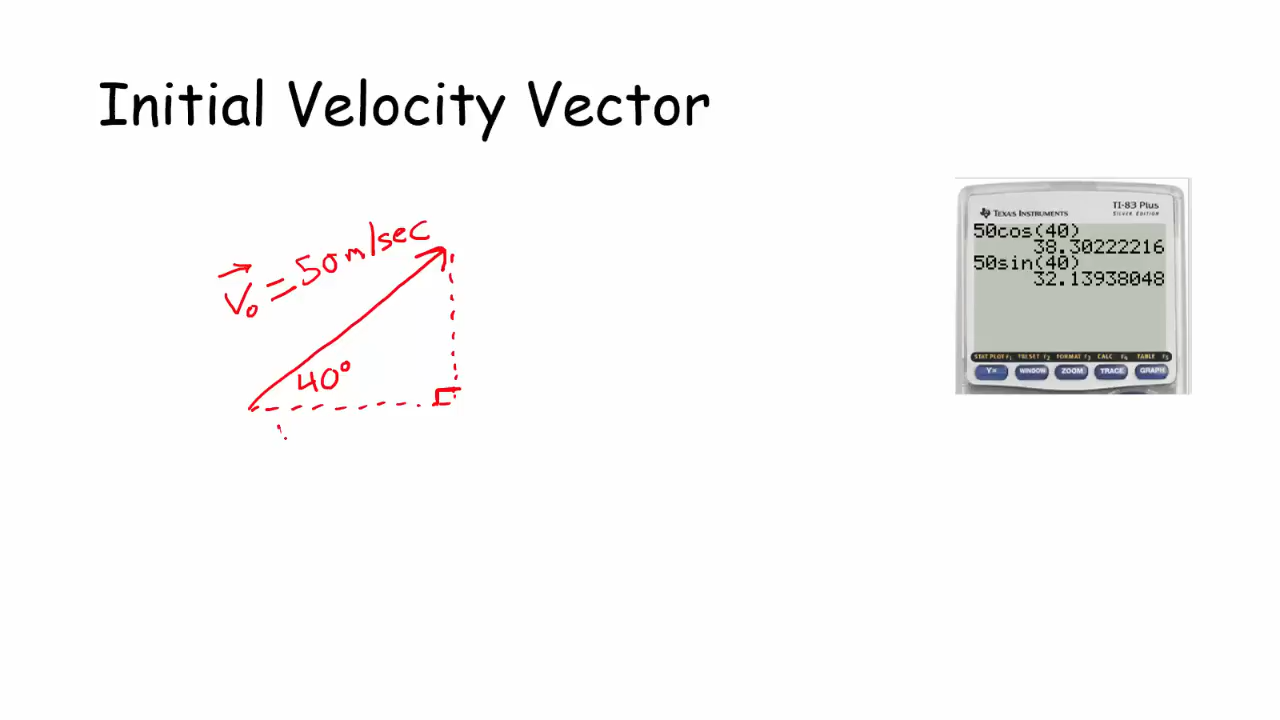 Initial Velocity Vector
v₀ = 50 m/sec
40°
TEXAS INSTRUMENTS
TI-83 Plus
SILVER EDITION
50cos(40)
38.30222216
50sin(40)
32.13938048
STAT PLOT F1 TBLSET F2 FORMAT F3 CALC F4 TABLE F5
Y= WINDOW ZOOM TRACE GRAPH